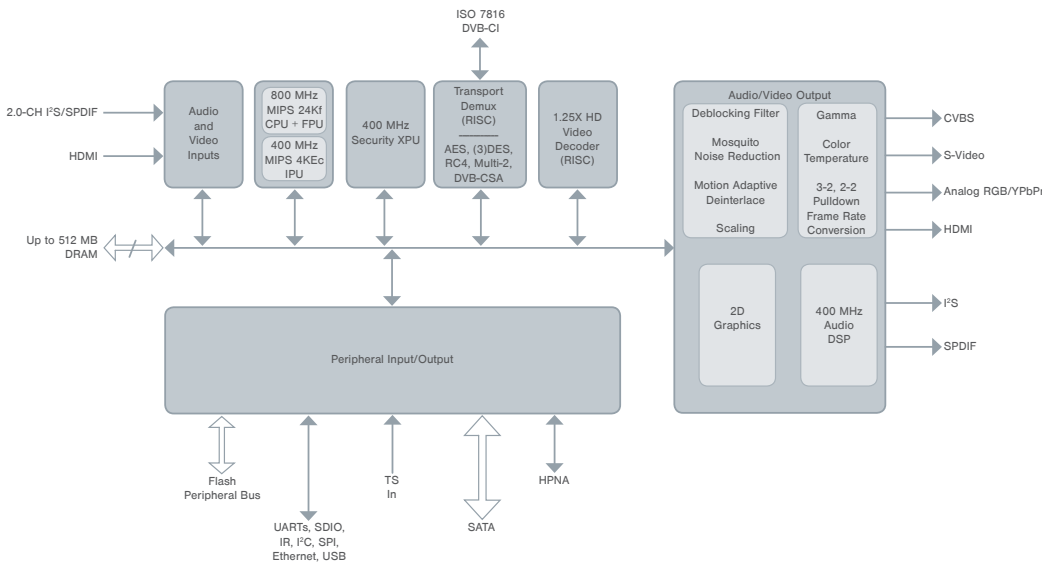 ISO 7816
DVB-CI
2.0-CH I²S/SPDIF
HDMI
Audio
and
Video
Inputs
800 MHz
MIPS 24Kf
CPU + FPU
400 MHz
MIPS 4KEc
IPU
400 MHz
Security XPU
Transport
Demux
(RISC)
AES, (3)DES,
RC4, Multi-2,
DVB-CSA
1.25X HD
Video
Decoder
(RISC)
Audio/Video Output
Deblocking Filter
Mosquito
Noise Reduction
Motion Adaptive
Deinterlace
Scaling
Gamma
Color
Temperature
3-2, 2-2
Pulldown
Frame Rate
Conversion
CVBS
S-Video
Analog RGB/YPbPr
HDMI
Up to 512 MB
DRAM
2D
Graphics
400 MHz
Audio
DSP
I²S
SPDIF
Peripheral Input/Output
Flash
Peripheral Bus
UARTs, SDIO,
IR, I²C, SPI,
Ethernet, USB
TS
In
SATA
HPNA